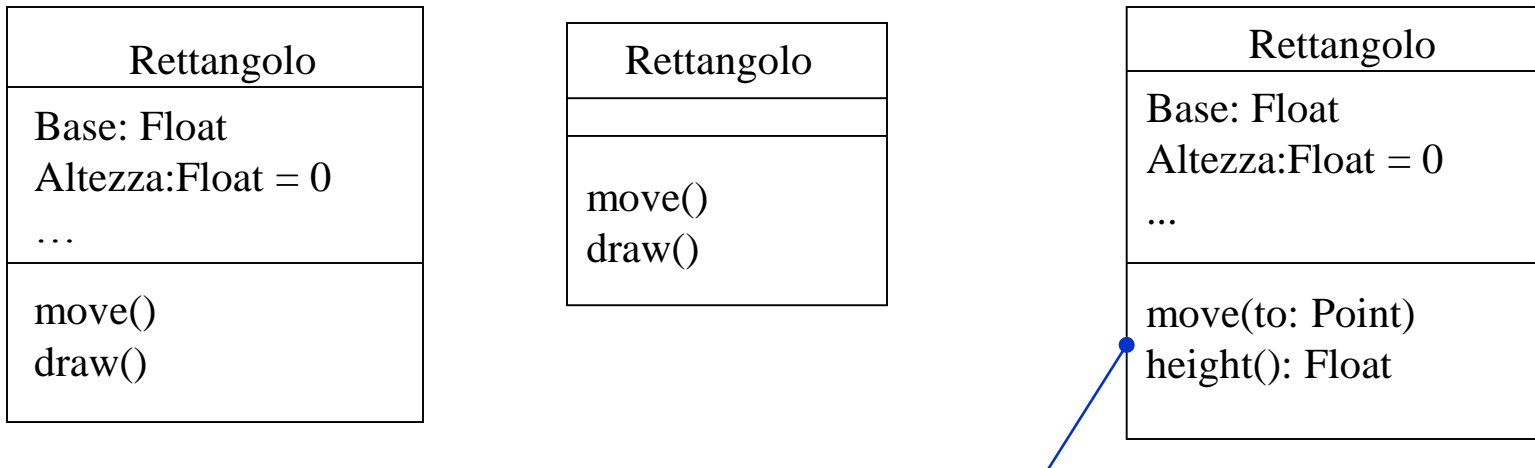 Rettangolo
Base: Float
Altezza:Float = 0
…
move()
draw()
Rettangolo
move()
draw()
Rettangolo
Base: Float
Altezza:Float = 0
...
move(to: Point)
height(): Float